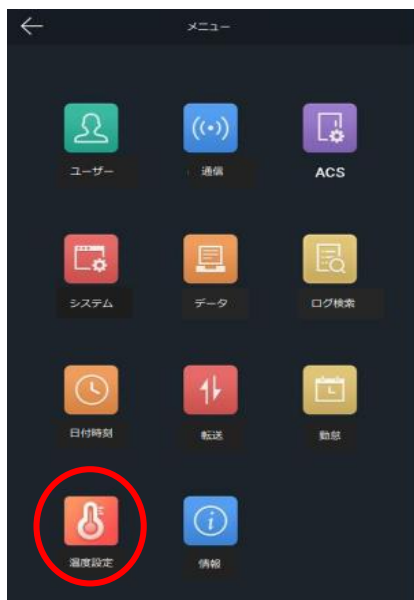 メニュー
ユーザー
通信
ACS
システム
データ
ログ検索
日付時刻
転送
勤怠
温度設定
情報